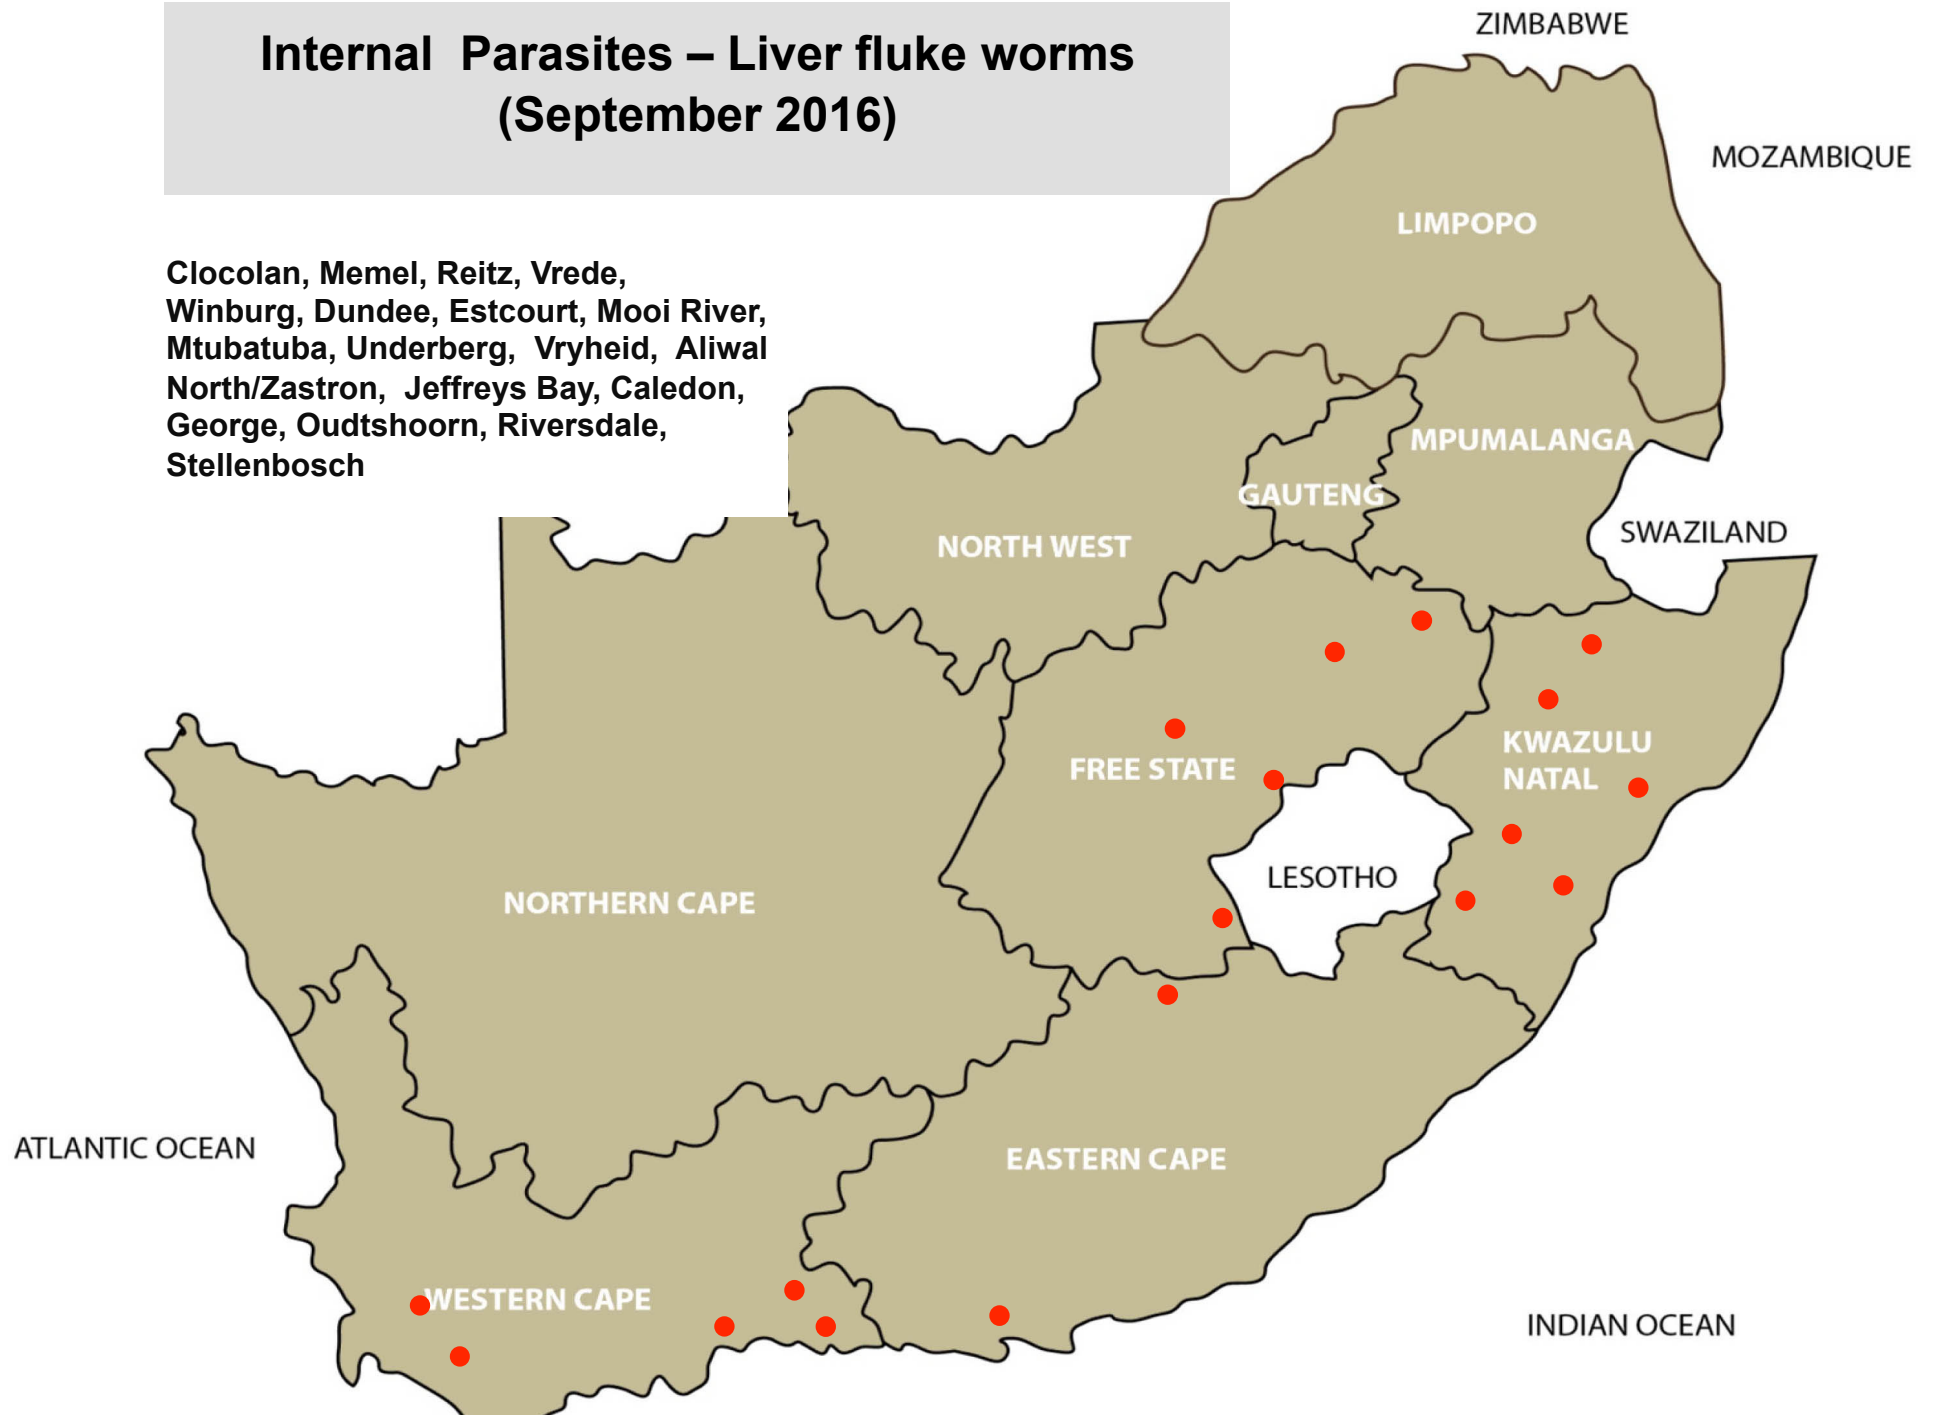 Internal Parasites – Liver fluke worms
(September 2016)
Clocolan, Memel, Reitz, Vrede,
Winburg, Dundee, Estcourt, Mooi River,
Mtubatuba, Underberg, Vryheid, Aliwal
North/Zastron, Jeffreys Bay, Caledon,
George, Oudtshoorn, Riversdale,
Stellenbosch
ZIMBABWE
MOZAMBIQUE
LIMPOPO
MPUMALANGA
GAUTENG
SWAZILAND
NORTH WEST
KWAZULU
NATAL
FREE STATE
LESOTHO
NORTHERN CAPE
ATLANTIC OCEAN
EASTERN CAPE
WESTERN CAPE
INDIAN OCEAN